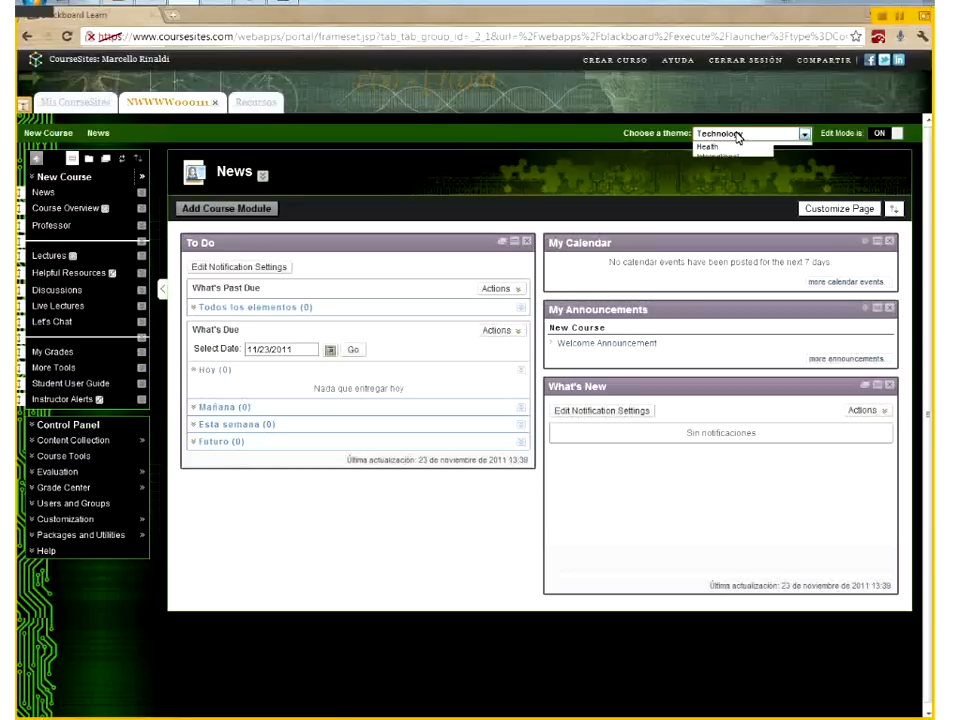 ckboard Learn
https://www.coursesites.com/webapps/portal/frameset.jsp?tab_tab_group_id=_2_1&url=%2Fwebapps%2Fblackboard%2Fexecute%2Flauncher%3Ftype%3DCo
CourseSites: Marcello Rinaldi
CREAR CURSO AYUDA CERRAR SESIÓN COMPARTIR
Mis CourseSites NWWWW000111 Recursos
New Course News
Choose a theme: Technology Edit Mode is: ON
Health
International
New Course
News
Course Overview
Professor
Lectures
Helpful Resources
Discussions
Live Lectures
Let's Chat
My Grades
More Tools
Student User Guide
Instructor Alerts
Control Panel
Content Collection
Course Tools
Evaluation
Grade Center
Users and Groups
Customization
Packages and Utilities
Help
News
Add Course Module
Customize Page
To Do
Edit Notification Settings
What's Past Due Actions
Todos los elementos (0)
What's Due Actions
Select Date: 11/23/2011 Go
Hoy (0)
Nada que entregar hoy
Mañana (0)
Esta semana (0)
Futuro (0)
Última actualización: 23 de noviembre de 2011 13:39
My Calendar
No calendar events have been posted for the next 7 days.
more calendar events.
My Announcements
New Course
Welcome Announcement
more announcements.
What's New
Edit Notification Settings Actions
Sin notificaciones
Última actualización: 23 de noviembre de 2011 13:39